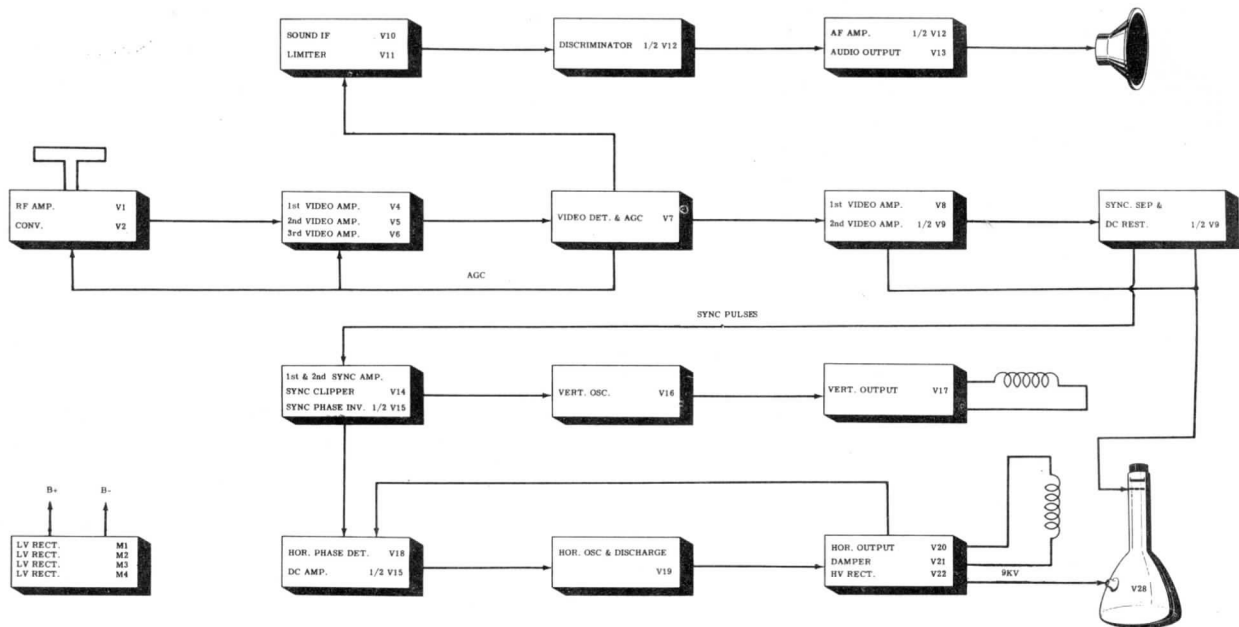 SOUND IF V10
LIMITER V11
DISCRIMINATOR 1/2 V12
AF AMP. 1/2 V12
AUDIO OUTPUT V13
RF AMP. V1
CONV. V2
1st VIDEO AMP. V4
2nd VIDEO AMP. V5
3rd VIDEO AMP. V6
VIDEO DET. & AGC V7
1st VIDEO AMP. V8
2nd VIDEO AMP. 1/2 V9
SYNC. SEP &
DC REST. 1/2 V9
AGC
SYNC PULSES
1st & 2nd SYNC AMP.
SYNC CLIPPER V14
SYNC PHASE INV. 1/2 V15
VERT. OSC. V16
VERT. OUTPUT V17
B+ B-
LV RECT. M1
LV RECT. M2
LV RECT. M3
LV RECT. M4
HOR. PHASE DET. V18
DC AMP. 1/2 V15
HOR. OSC & DISCHARGE
V19
HOR. OUTPUT V20
DAMPER V21
HV RECT. V22
9KV
V28